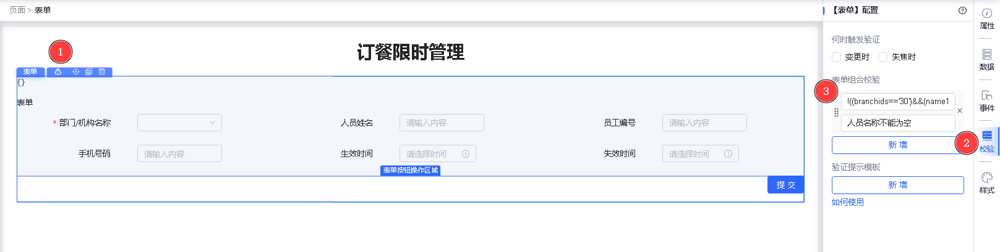 页面 > 表单
订餐限时管理
1
表单
{}
表单
* 部门/机构名称
人员姓名 请输入内容
员工编号 请输入内容
手机号码 请输入内容
生效时间 请选择时间
失效时间 请选择时间
表单按钮操作区域
提 交
【表单】配置
何时触发验证
变更时 失焦时
表单组合校验
3
!((branchids=='30')&&(name1
人员名称不能为空
新 增
2
验证提示模板
新 增
如何使用
属性
数据
事件
校验
样式